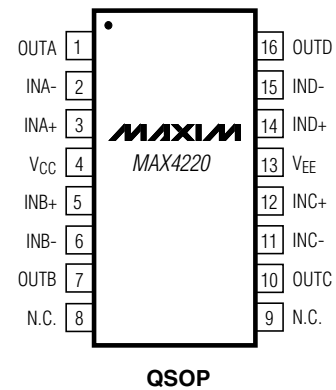 OUTA 1
INA- 2
INA+ 3
VCC 4
INB+ 5
INB- 6
OUTB 7
N.C. 8
MAXIM
MAX4220
16 OUTD
15 IND-
14 IND+
13 VEE
12 INC+
11 INC-
10 OUTC
9 N.C.
QSOP